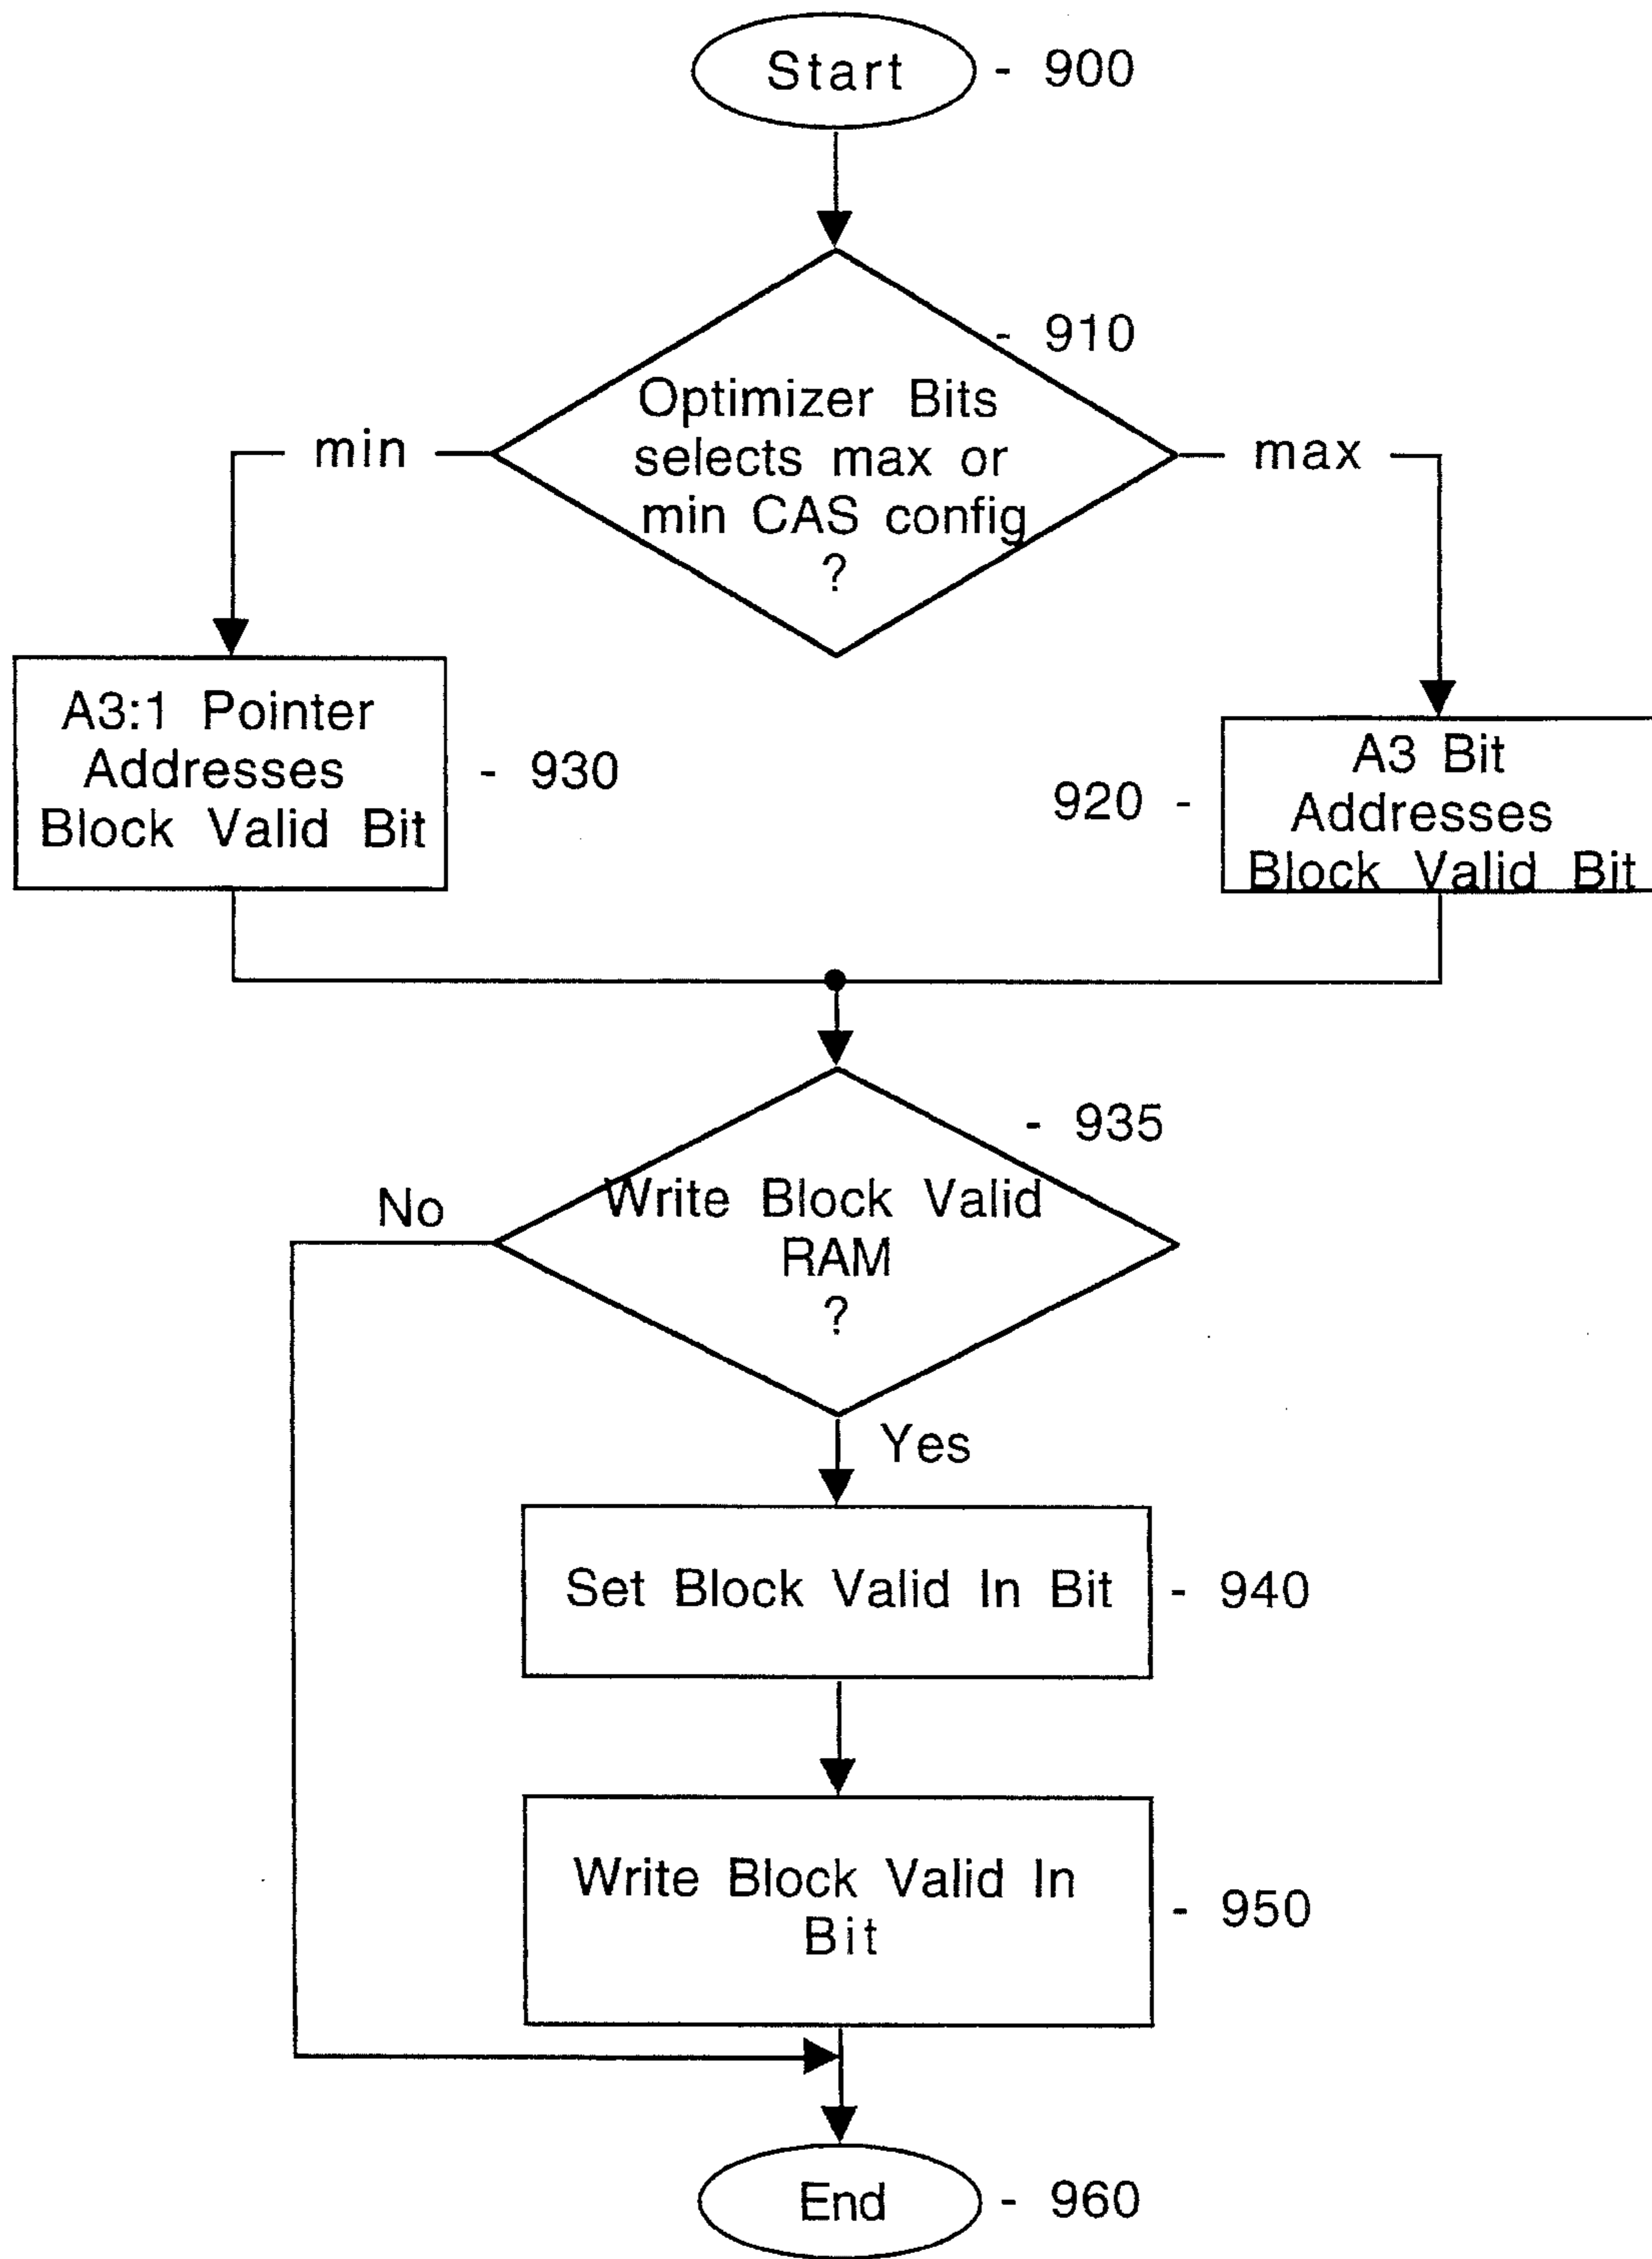 Start - 900
- 910
Optimizer Bits
selects max or
min CAS config
?
min
max
A3:1 Pointer
Addresses
Block Valid Bit
- 930
920 -
A3 Bit
Addresses
Block Valid Bit
- 935
No
Write Block Valid
RAM
?
Yes
Set Block Valid In Bit - 940
Write Block Valid In
Bit
- 950
End - 960